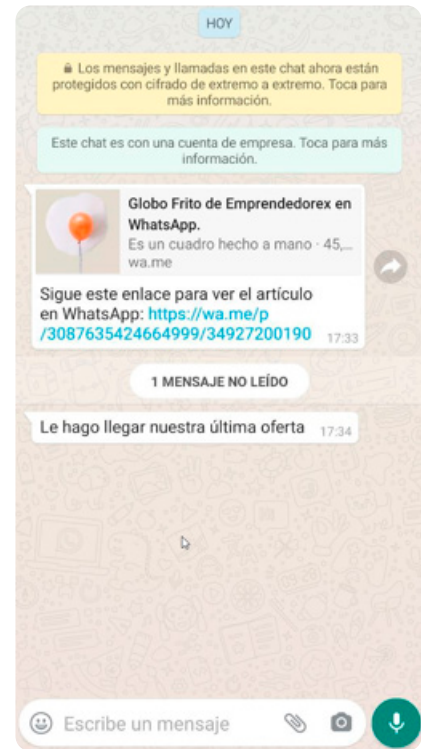 HOY
Los mensajes y llamadas en este chat ahora están
protegidos con cifrado de extremo a extremo. Toca para
más información.
Este chat es con una cuenta de empresa. Toca para más
información.
Globo Frito de Emprendedorex en
WhatsApp.
Es un cuadro hecho a mano · 45,...
wa.me
Sigue este enlace para ver el artículo
en WhatsApp: https://wa.me/p
/3087635424664999/34927200190 17:33
1 MENSAJE NO LEÍDO
Le hago llegar nuestra última oferta 17:34
Escribe un mensaje